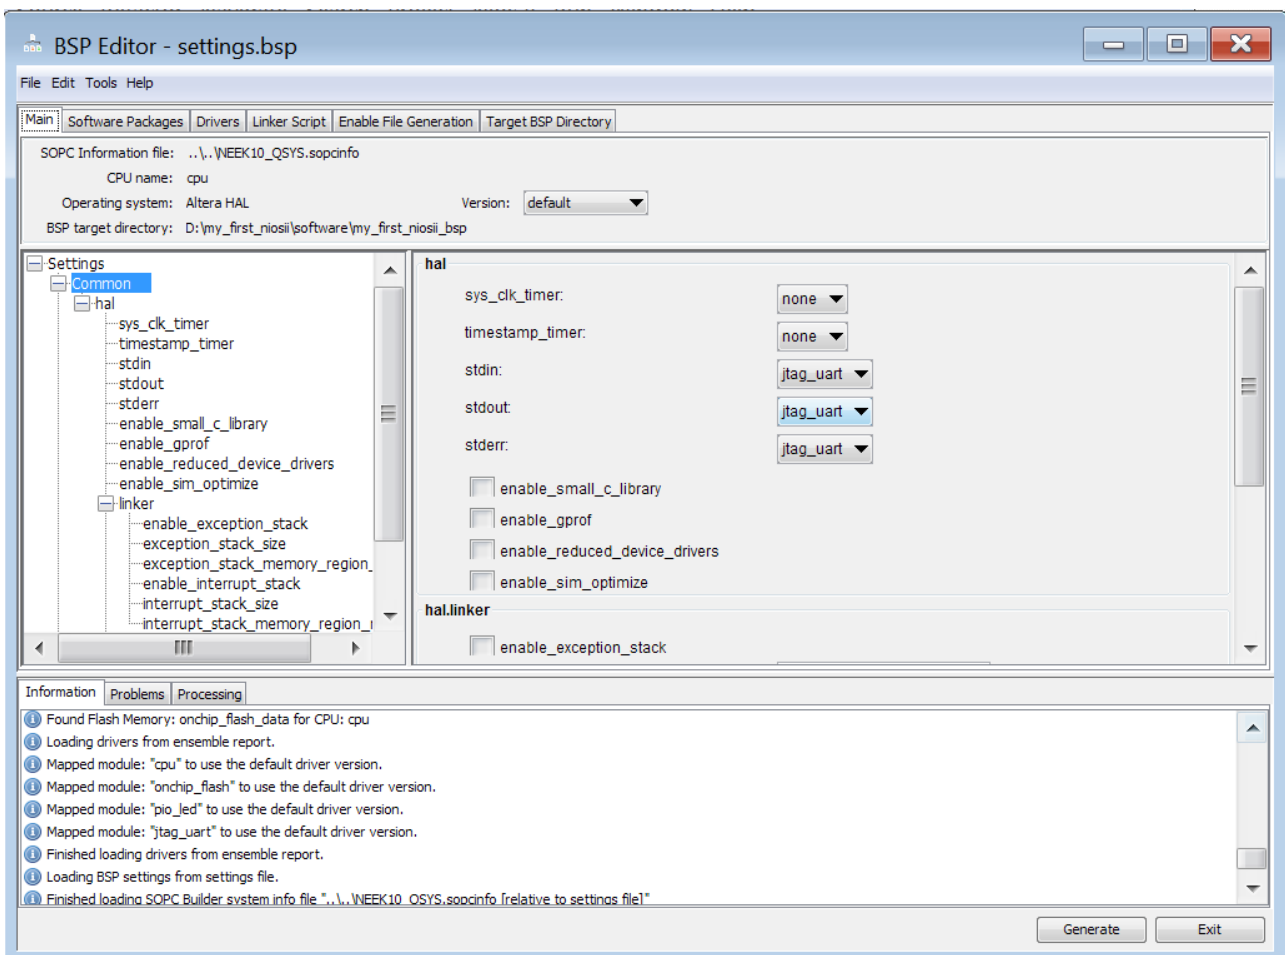 BSP Editor - settings.bsp
File Edit Tools Help
Main Software Packages Drivers Linker Script Enable File Generation Target BSP Directory
SOPC Information file: ..\..\NEEK10_QSYS.sopcinfo
CPU name: cpu
Operating system: Altera HAL Version: default
BSP target directory: D:\my_first_niosii\software\my_first_niosii_bsp
Settings
Common
hal
sys_clk_timer
timestamp_timer
stdin
stdout
stderr
enable_small_c_library
enable_gprof
enable_reduced_device_drivers
enable_sim_optimize
linker
enable_exception_stack
exception_stack_size
exception_stack_memory_region_
enable_interrupt_stack
interrupt_stack_size
interrupt_stack_memory_region_
hal
sys_clk_timer: none
timestamp_timer: none
stdin: jtag_uart
stdout: jtag_uart
stderr: jtag_uart
enable_small_c_library
enable_gprof
enable_reduced_device_drivers
enable_sim_optimize
hal.linker
enable_exception_stack
Information Problems Processing
Found Flash Memory: onchip_flash_data for CPU: cpu
Loading drivers from ensemble report.
Mapped module: "cpu" to use the default driver version.
Mapped module: "onchip_flash" to use the default driver version.
Mapped module: "pio_led" to use the default driver version.
Mapped module: "jtag_uart" to use the default driver version.
Finished loading drivers from ensemble report.
Loading BSP settings from settings file.
Finished loading SOPC Builder system info file "..\..\NEEK10_QSYS.sopcinfo [relative to settings file]"
Generate Exit